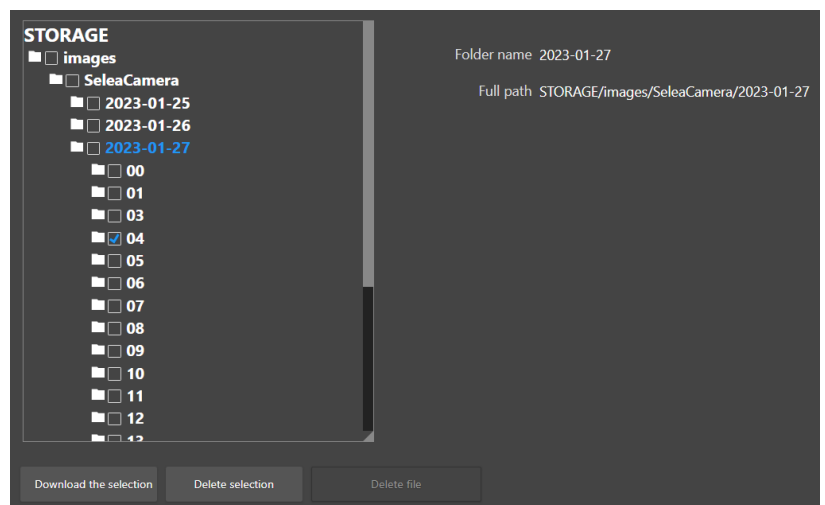 STORAGE
images
SeleaCamera
2023-01-25
2023-01-26
2023-01-27
00
01
03
04
05
06
07
08
09
10
11
12
13
Folder name 2023-01-27
Full path STORAGE/images/SeleaCamera/2023-01-27
Download the selection
Delete selection
Delete file